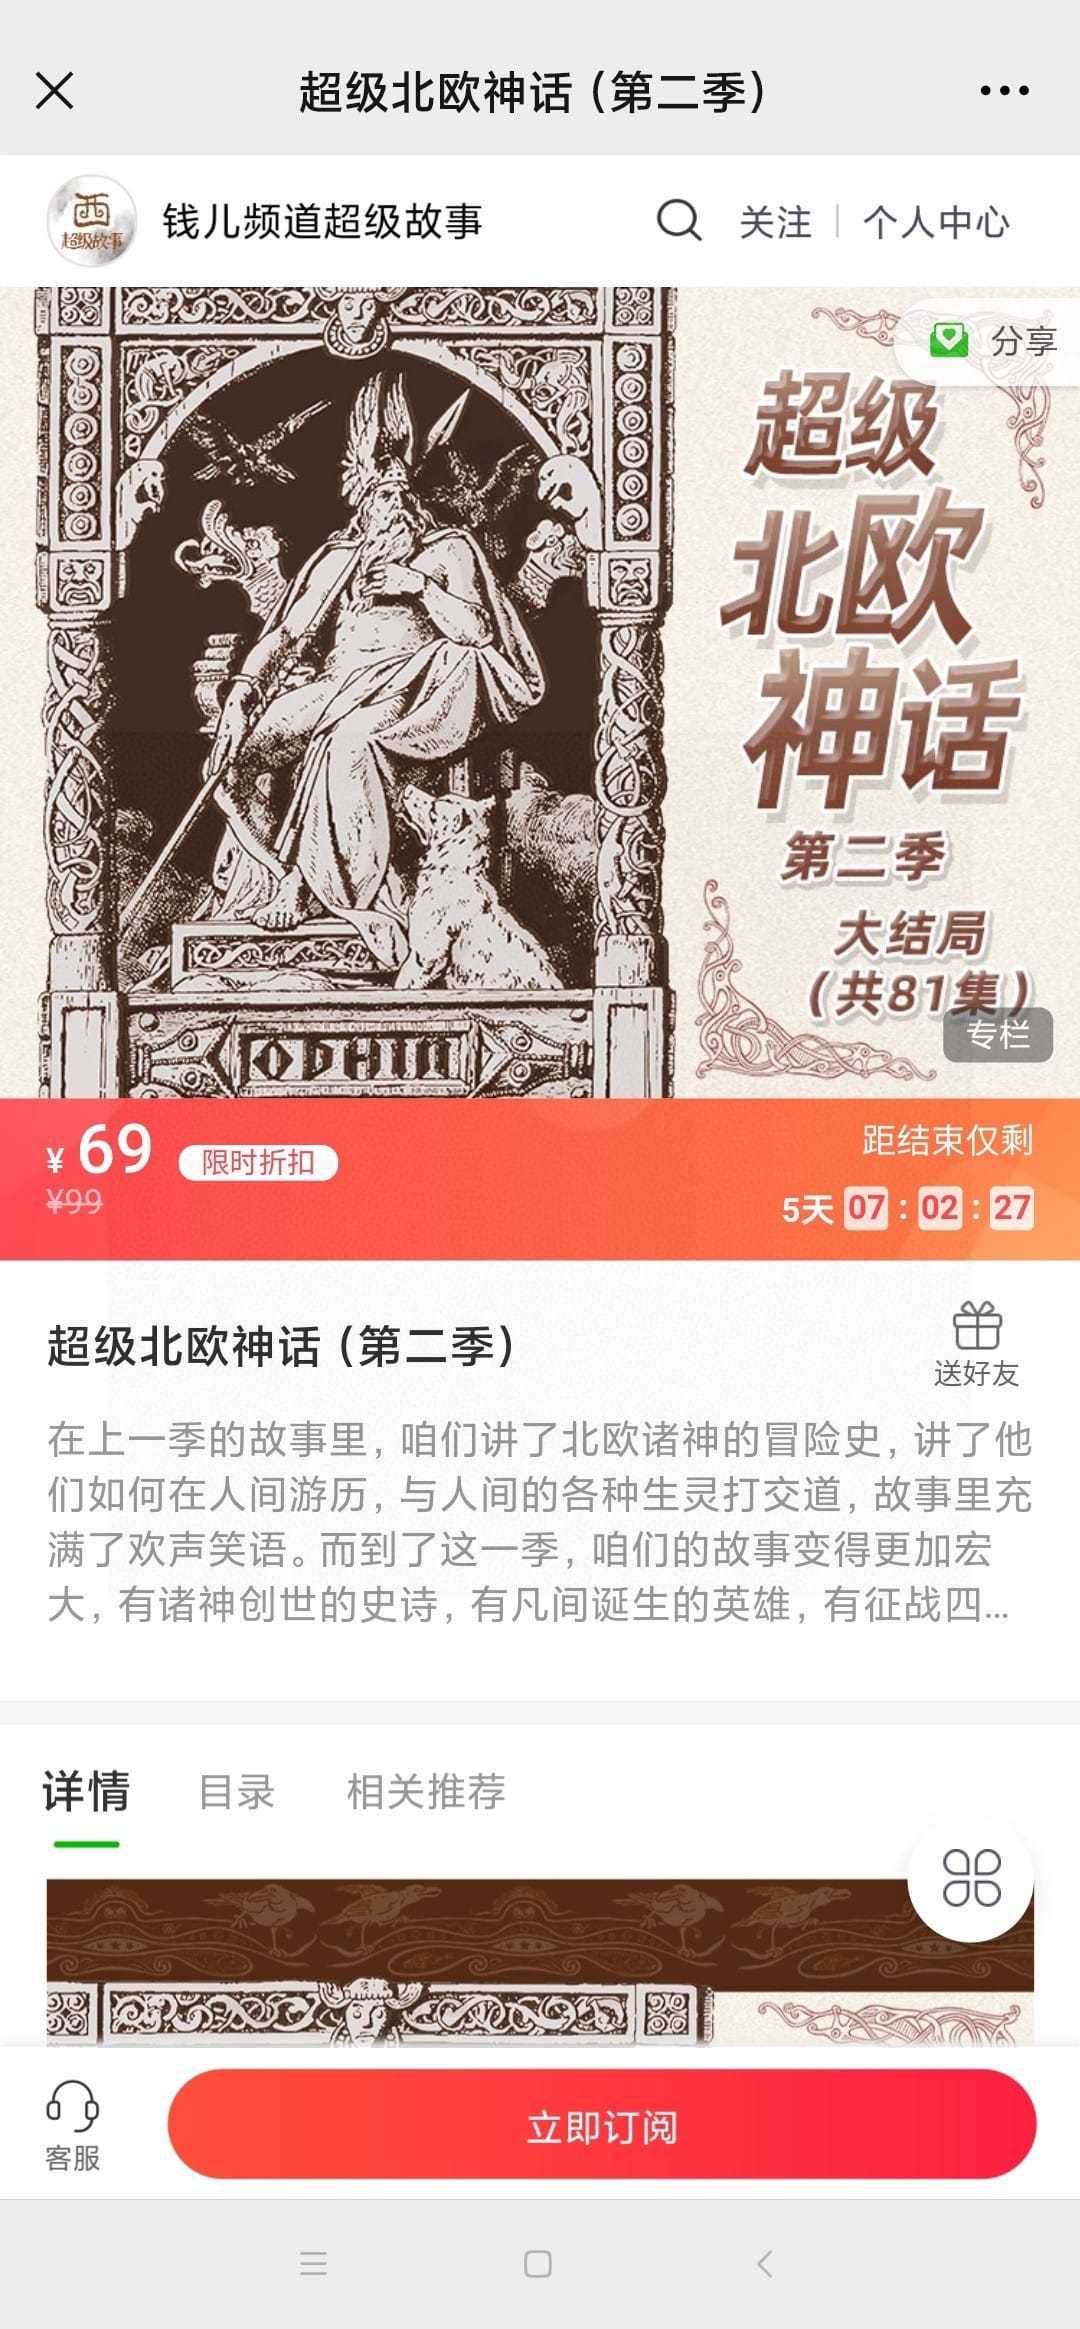 超级北欧神话（第二季）
西
超级故事
钱儿频道超级故事
关注
个人中心
分享
超级
北欧
神话
第二季
大结局
（共81集）
专栏
ODHIN
¥69
限时折扣
距结束仅剩
¥99
5天 07 : 02 : 27
超级北欧神话（第二季）
送好友
在上一季的故事里，咱们讲了北欧诸神的冒险史，讲了他
们如何在人间游历，与人间的各种生灵打交道，故事里充
满了欢声笑语。而到了这一季，咱们的故事变得更加宏
大，有诸神创世的史诗，有凡间诞生的英雄，有征战四...
详情
目录
相关推荐
客服
立即订阅